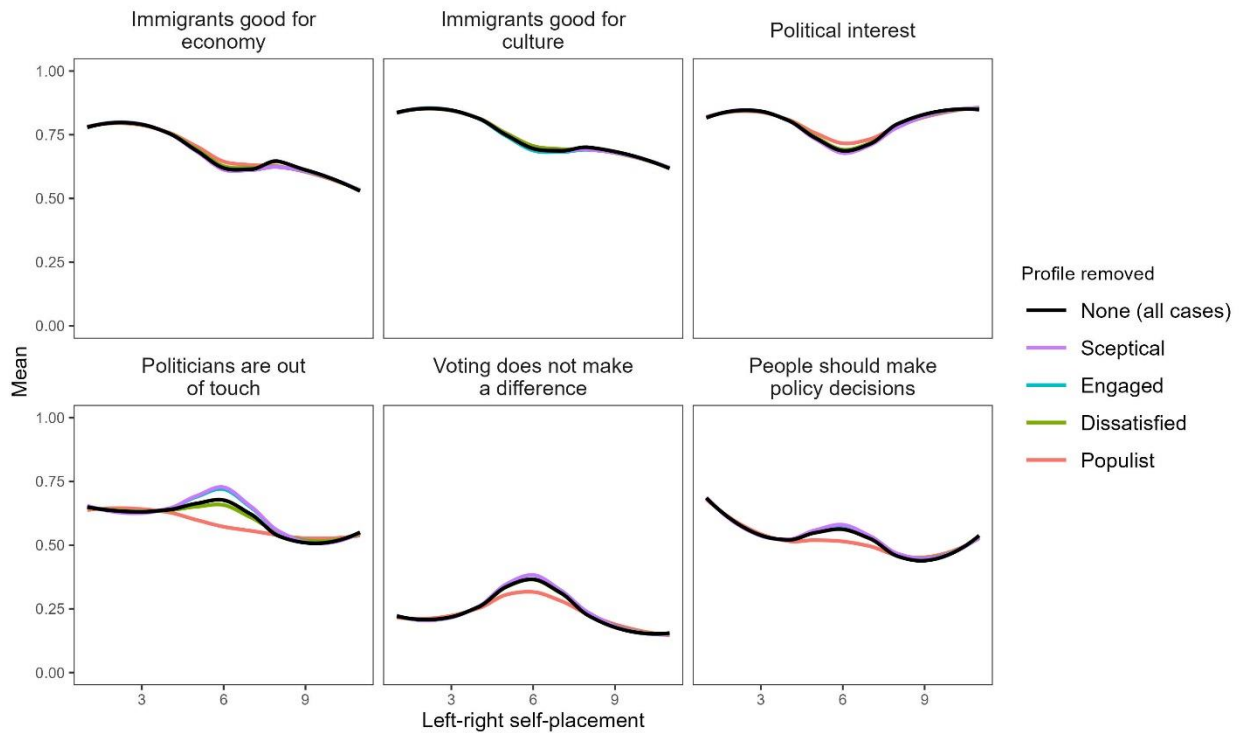 Immigrants good for
economy
Immigrants good for
culture
Political interest
1.00
0.75
0.50
0.25
0.00
Mean
Politicians are out
of touch
Voting does not make
a difference
People should make
policy decisions
1.00
0.75
0.50
0.25
0.00
3 6 9
3 6 9
3 6 9
Left-right self-placement
Profile removed
None (all cases)
Sceptical
Engaged
Dissatisfied
Populist